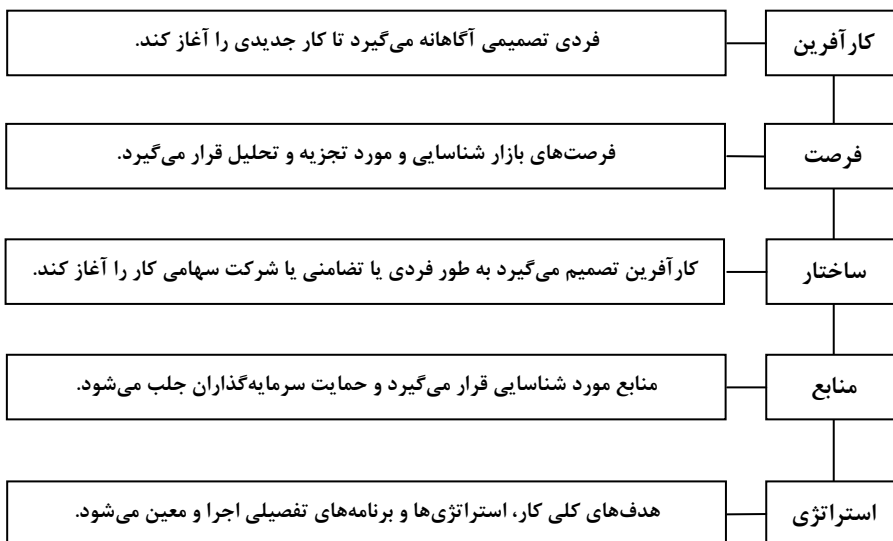 کارآفرین
فردی تصمیمی آگاهانه می‌گیرد تا کار جدیدی را آغاز کند.
فرصت
فرصت‌های بازار شناسایی و مورد تجزیه و تحلیل قرار می‌گیرد.
ساختار
کارآفرین تصمیم می‌گیرد به طور فردی یا تضامنی یا شرکت سهامی کار را آغاز کند.
منابع
منابع مورد شناسایی قرار می‌گیرد و حمایت سرمایه‌گذاران جلب می‌شود.
استراتژی
هدف‌های کلی کار، استراتژی‌ها و برنامه‌های تفصیلی اجرا و معین می‌شود.